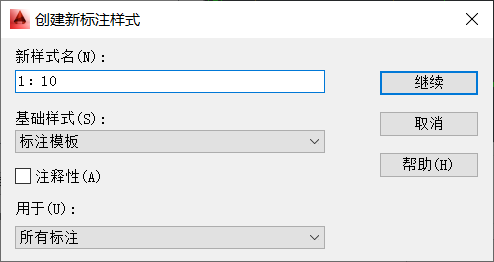 创建新标注样式
新样式名(N):
1：10
继续
基础样式(S):
取消
标注模板
帮助(H)
注释性(A)
用于(U):
所有标注